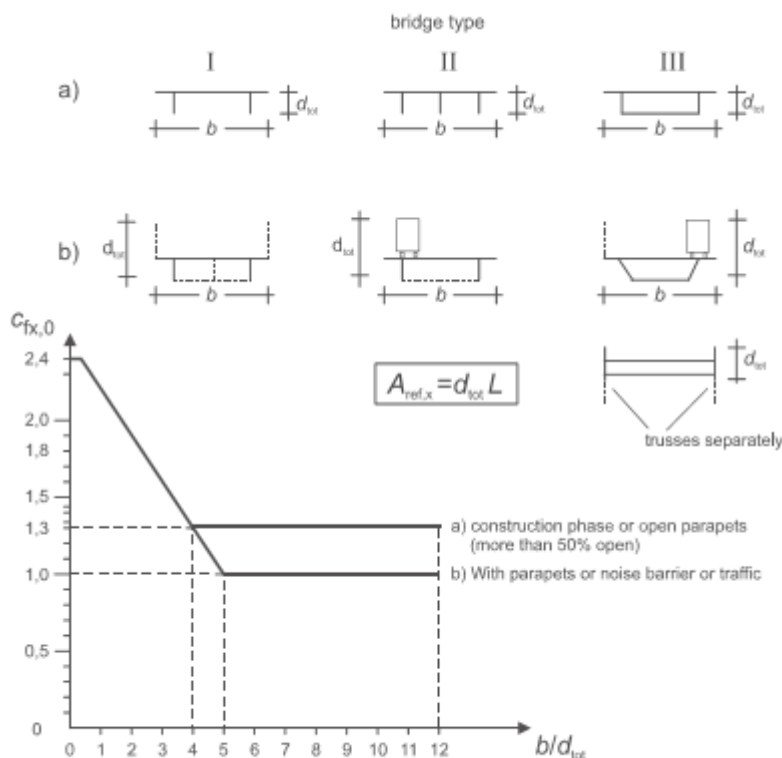 bridge type
I II III
a)
d_tot d_tot d_tot
b b b
b)
d_tot d_tot d_tot
b b b
c_fx,0
2,4
A_ref,x = d_tot L
d_tot
2,0
trusses separately
1,8
1,5
1,3
a) construction phase or open parapets
(more than 50% open)
1,0
b) With parapets or noise barrier or traffic
0,5
0
0 1 2 3 4 5 6 7 8 9 10 11 12
b/d_tot